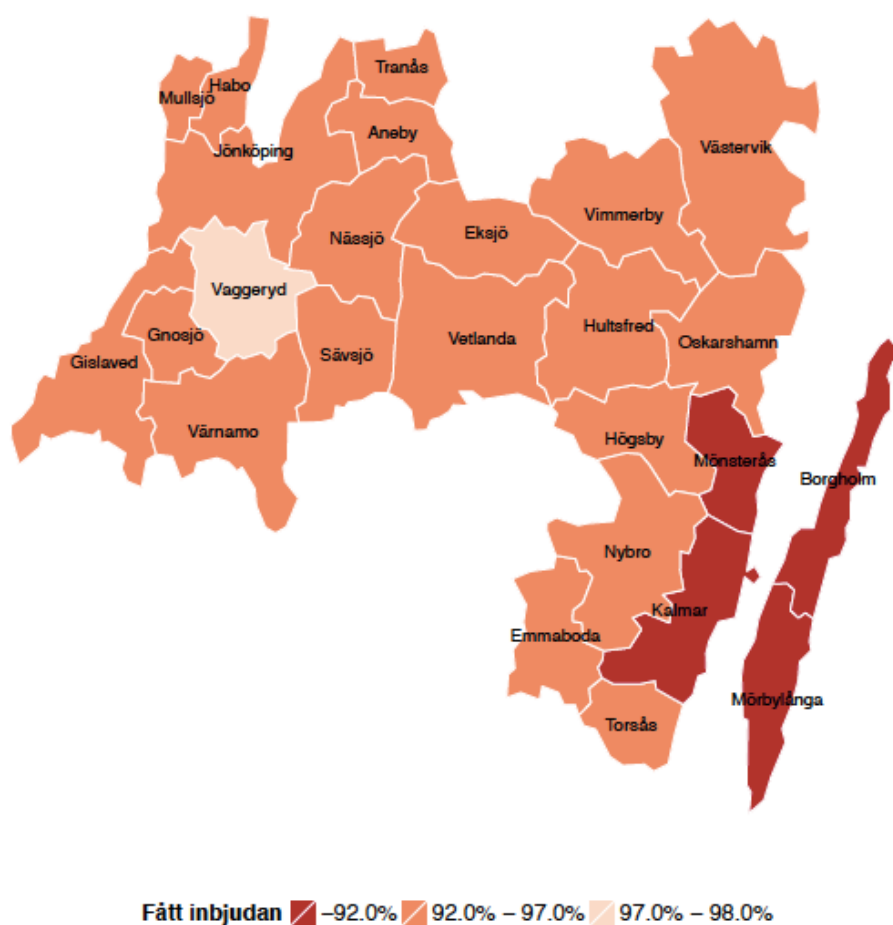 Tranås
Habo
Mullsjö
Aneby
Jönköping
Västervik
Vimmerby
Eksjö
Nässjö
Vaggeryd
Hultsfred
Gnosjö
Vetlanda
Oskarshamn
Sävsjö
Gislaved
Värnamo
Högsby
Mönsterås
Borgholm
Nybro
Kalmar
Emmaboda
Mörbylånga
Torsås
Fått inbjudan –92.0% 92.0% – 97.0% 97.0% – 98.0%